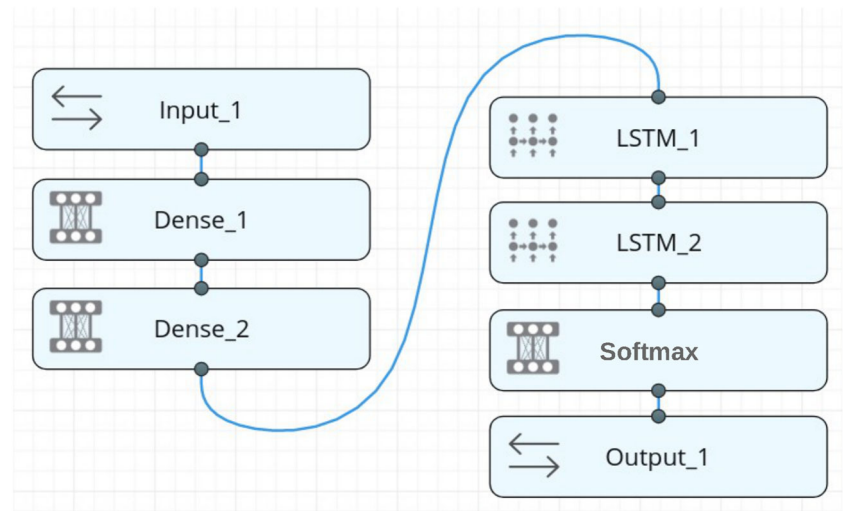 Input_1
Dense_1
Dense_2
LSTM_1
LSTM_2
Softmax
Output_1